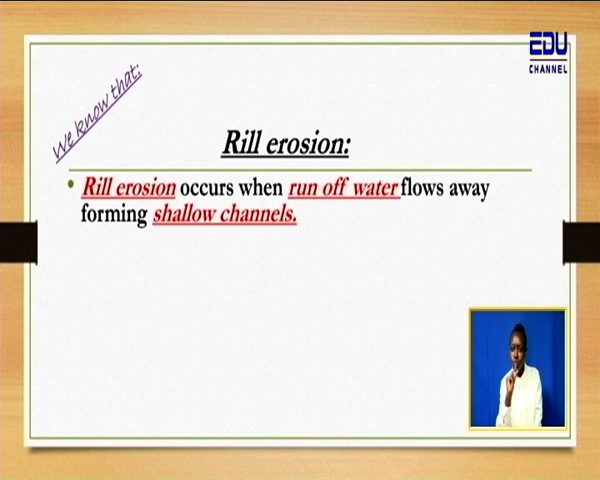 EDU
CHANNEL
We know that:
Rill erosion:
• Rill erosion occurs when run off water flows away
forming shallow channels.